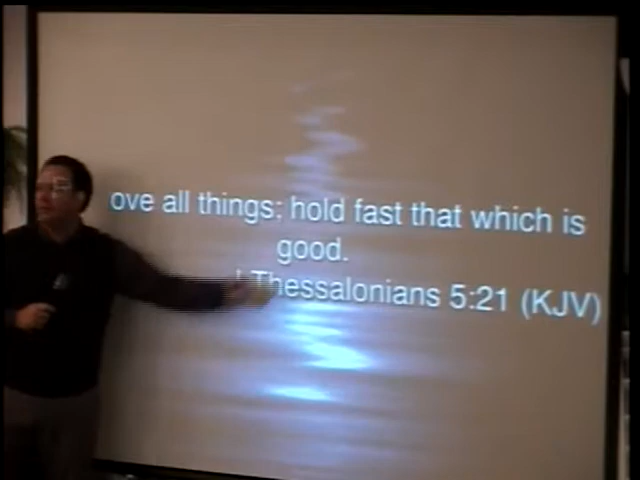 ove all things; hold fast that which is
good.
I Thessalonians 5:21 (KJV)